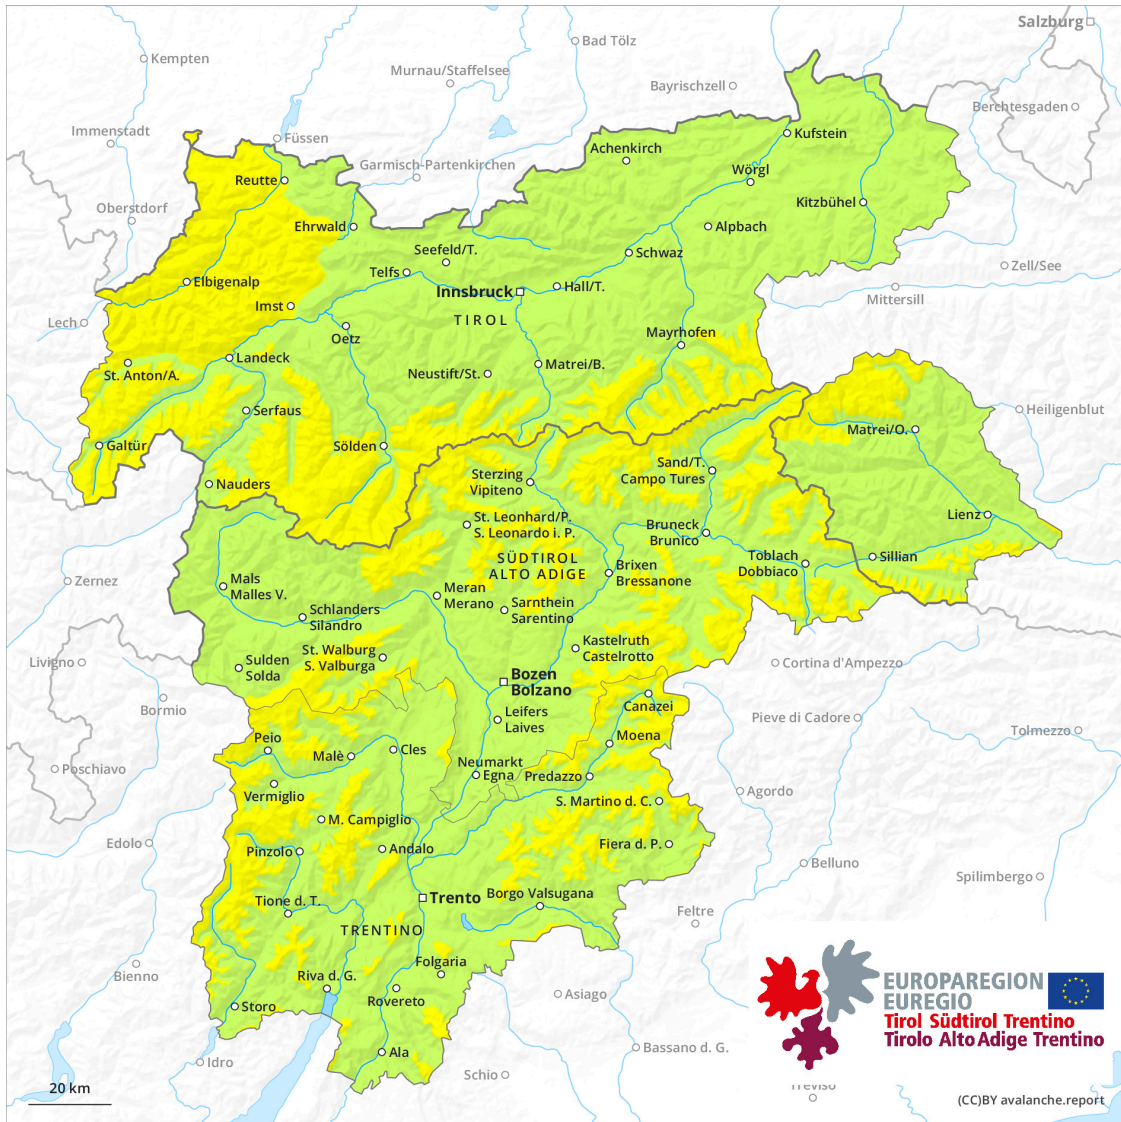 Salzburg
Bad Tölz
Kempten
Murnau/Staffelsee
Bayrischzell
Berchtesgaden
Immenstadt
Füssen
Kufstein
Achenkirch
Garmisch-Partenkirchen
Wörgl
Reutte
Oberstdorf
Kitzbühel
Ehrwald
Alpbach
Seefeld/T.
Schwaz
Zell/See
Telfs
Elbigenalp
Innsbruck
Hall/T.
Mittersill
Imst
TIROL
Lech
Oetz
Mayrhofen
Landeck
Matrei/B.
St. Anton/A.
Neustift/St.
Serfaus
Heiligenblut
Matrei/O.
Galtür
Sölden
Sand/T.
Campo Tures
Sterzing
Vipiteno
Nauders
Lienz
St. Leonhard/P.
S. Leonardo i. P.
Bruneck
Brunico
SÜDTIROL
ALTO ADIGE
Toblach
Dobbiaco
Sillian
Brixen
Bressanone
Zernez
Mals
Malles V.
Meran
Merano
Sarnthein
Sarentino
Schlanders
Silandro
Kastelruth
Castelrotto
St. Walburg
S. Valburga
Livigno
Sulden
Solda
Cortina d'Ampezzo
Bozen
Bolzano
Bormio
Canazei
Leifers
Laives
Pieve di Cadore
Tolmezzo
Peio
Moena
Cles
Malè
Neumarkt
Egna
Poschiavo
Predazzo
Vermiglio
Agordo
S. Martino d. C.
M. Campiglio
Edolo
Fiera d. P.
Pinzolo
Andalo
Belluno
Spilimbergo
Trento
Borgo Valsugana
Tione d. T.
Feltre
TRENTINO
Folgaria
Bienno
Riva d. G.
Rovereto
Asiago
Storo
EUROPAREGION
EUREGIO
Tirol Südtirol Trentino
Tirolo Alto Adige Trentino
Ala
Bassano d. G.
Idro
Schio
Treviso
20 km
(CC)BY avalanche.report